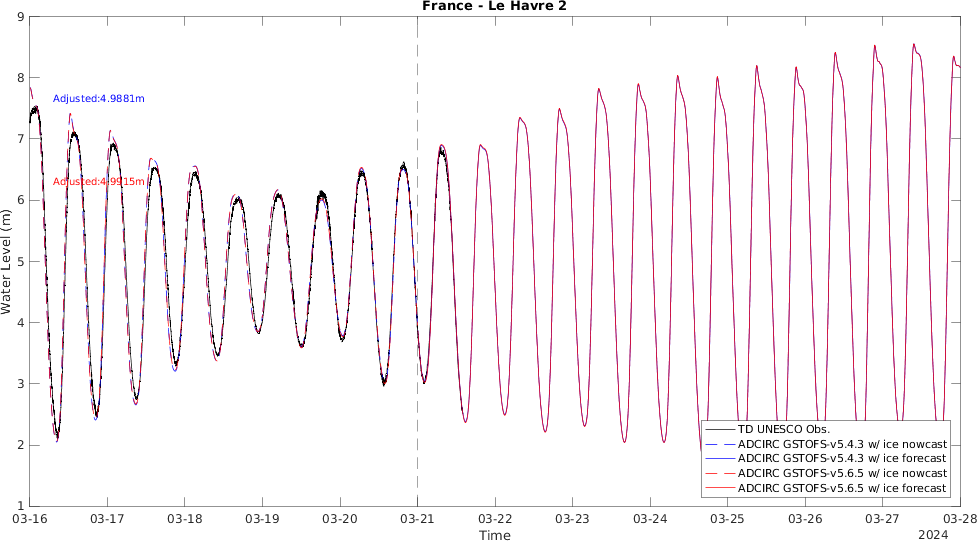 France - Le Havre 2
9
8
7
6
5
4
3
2
1
Water Level (m)
Adjusted:4.9881m
Adjusted:4.9915m
TD UNESCO Obs.
ADCIRC GSTOFS-v5.4.3 w/ ice nowcast
ADCIRC GSTOFS-v5.4.3 w/ ice forecast
ADCIRC GSTOFS-v5.6.5 w/ ice nowcast
ADCIRC GSTOFS-v5.6.5 w/ ice forecast
03-16 03-17 03-18 03-19 03-20 03-21 03-22 03-23 03-24 03-25 03-26 03-27 03-28
Time
2024